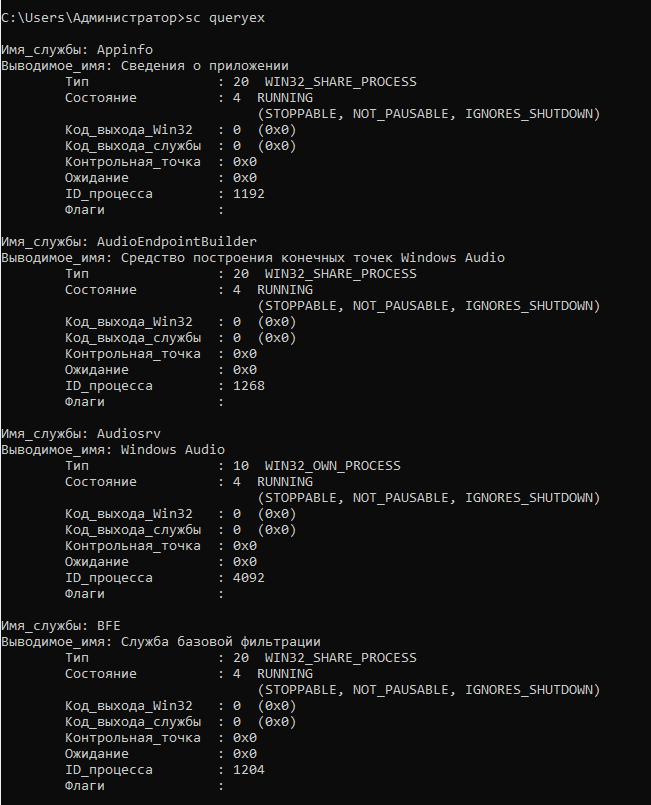 C:\Users\Администратор>sc queryex
Имя_службы: Appinfo
Выводимое_имя: Сведения о приложении
Тип : 20 WIN32_SHARE_PROCESS
Состояние : 4 RUNNING
(STOPPABLE, NOT_PAUSABLE, IGNORES_SHUTDOWN)
Код_выхода_Win32 : 0 (0x0)
Код_выхода_службы : 0 (0x0)
Контрольная_точка : 0x0
Ожидание : 0x0
ID_процесса : 1192
Флаги :
Имя_службы: AudioEndpointBuilder
Выводимое_имя: Средство построения конечных точек Windows Audio
Тип : 20 WIN32_SHARE_PROCESS
Состояние : 4 RUNNING
(STOPPABLE, NOT_PAUSABLE, IGNORES_SHUTDOWN)
Код_выхода_Win32 : 0 (0x0)
Код_выхода_службы : 0 (0x0)
Контрольная_точка : 0x0
Ожидание : 0x0
ID_процесса : 1268
Флаги :
Имя_службы: Audiosrv
Выводимое_имя: Windows Audio
Тип : 10 WIN32_OWN_PROCESS
Состояние : 4 RUNNING
(STOPPABLE, NOT_PAUSABLE, IGNORES_SHUTDOWN)
Код_выхода_Win32 : 0 (0x0)
Код_выхода_службы : 0 (0x0)
Контрольная_точка : 0x0
Ожидание : 0x0
ID_процесса : 4092
Флаги :
Имя_службы: BFE
Выводимое_имя: Служба базовой фильтрации
Тип : 20 WIN32_SHARE_PROCESS
Состояние : 4 RUNNING
(STOPPABLE, NOT_PAUSABLE, IGNORES_SHUTDOWN)
Код_выхода_Win32 : 0 (0x0)
Код_выхода_службы : 0 (0x0)
Контрольная_точка : 0x0
Ожидание : 0x0
ID_процесса : 1204
Флаги :